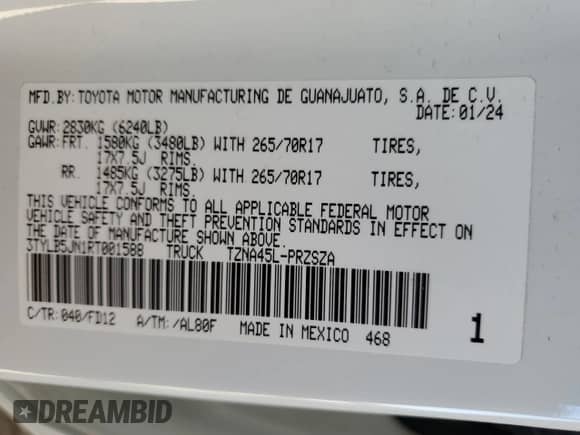 MFD.BY:TOYOTA MOTOR MANUFACTURING DE GUANAJUATO, S.A. DE C.V.
DATE:01/24
GVWR:2830KG (6240LB)
GAWR:FRT. 1580KG (3480LB) WITH 265/70R17 TIRES,
17X7.5J RIMS.
RR. 1485KG (3275LB) WITH 265/70R17 TIRES,
17X7.5J RIMS.
THIS VEHICLE CONFORMS TO ALL APPLICABLE FEDERAL MOTOR
VEHICLE SAFETY AND THEFT PREVENTION STANDARDS IN EFFECT ON
THE DATE OF MANUFACTURE SHOWN ABOVE.
3TYLB5JN1RT001588 TRUCK TZNA45L-PRZSZA
C/TR:040/FD12 A/TM:/AL80F MADE IN MEXICO 468 1
DREAMBID